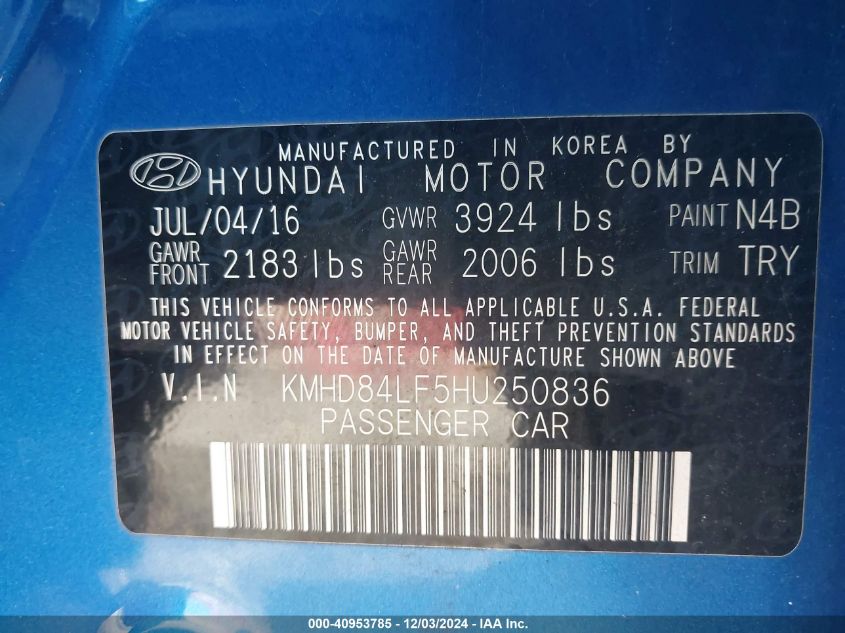 MANUFACTURED IN KOREA BY
HYUNDAI MOTOR COMPANY
JUL/04/16 GVWR 3924 lbs PAINT N4B
GAWR FRONT 2183 lbs GAWR REAR 2006 lbs TRIM TRY
THIS VEHICLE CONFORMS TO ALL APPLICABLE U.S.A. FEDERAL
MOTOR VEHICLE SAFETY, BUMPER, AND THEFT PREVENTION STANDARDS
IN EFFECT ON THE DATE OF MANUFACTURE SHOWN ABOVE
V.I.N KMHD84LF5HU250836
PASSENGER CAR
000-40953785 - 12/03/2024 - IAA Inc.